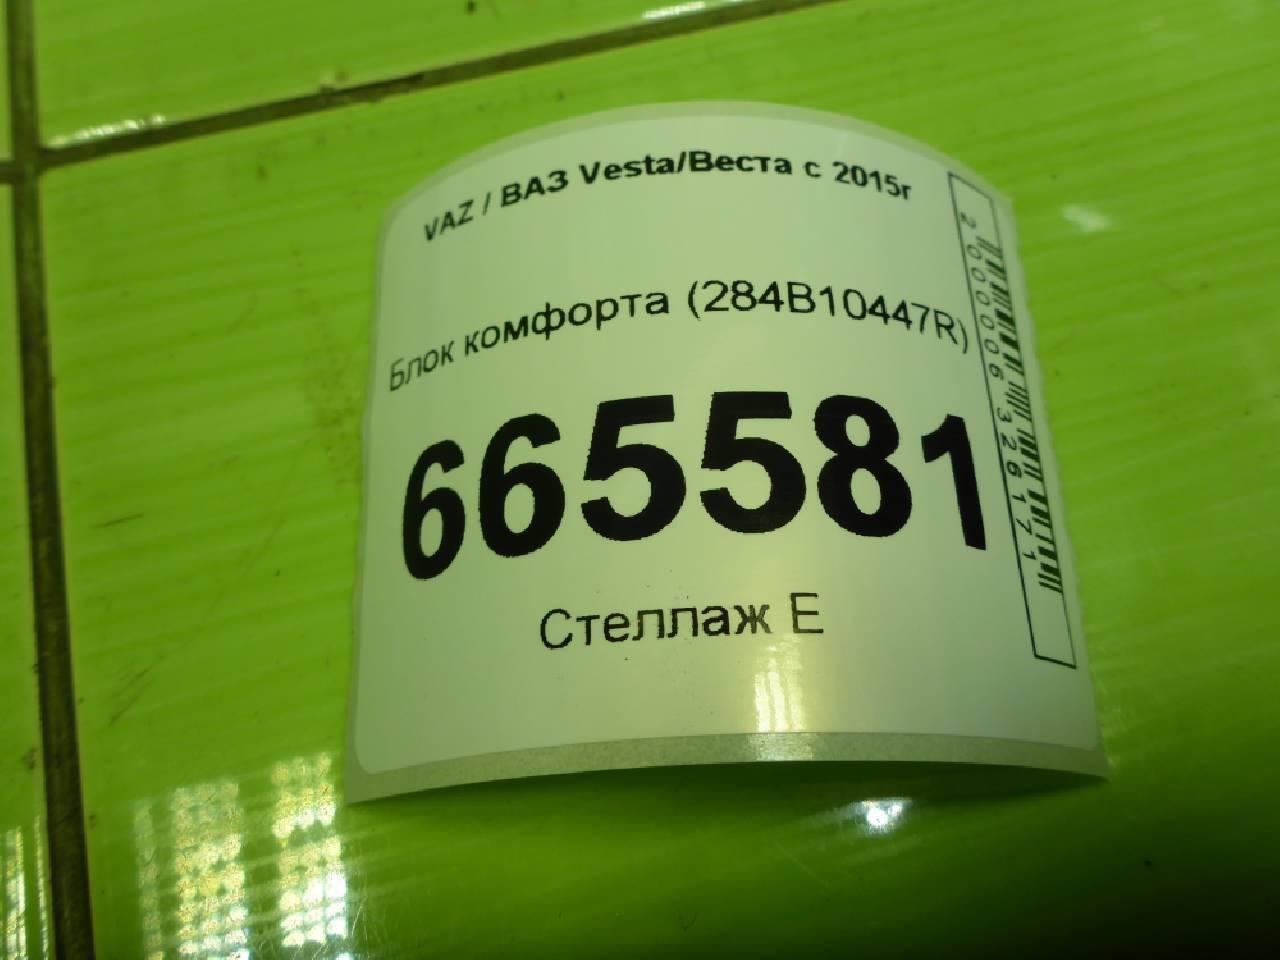 VAZ / ВАЗ Vesta/Веста с 2015г
Блок комфорта (284B10447R)
665581
Стеллаж Е
2000006326171